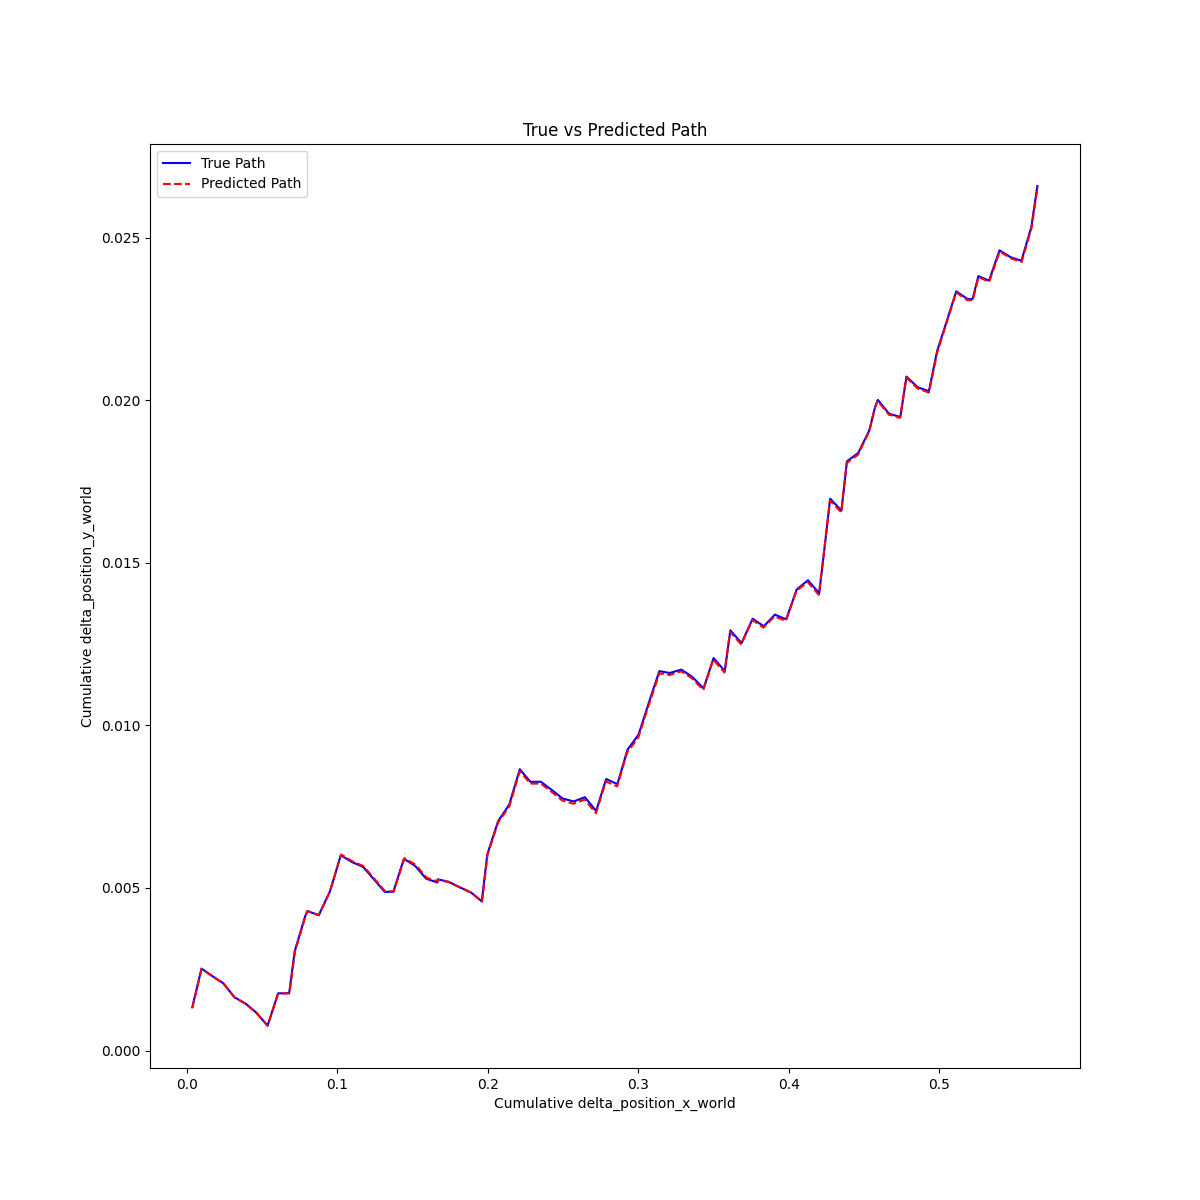 True vs Predicted Path
True Path
Predicted Path
0.025
0.020
0.015
0.010
0.005
0.000
Cumulative delta_position_y_world
0.0 0.1 0.2 0.3 0.4 0.5
Cumulative delta_position_x_world